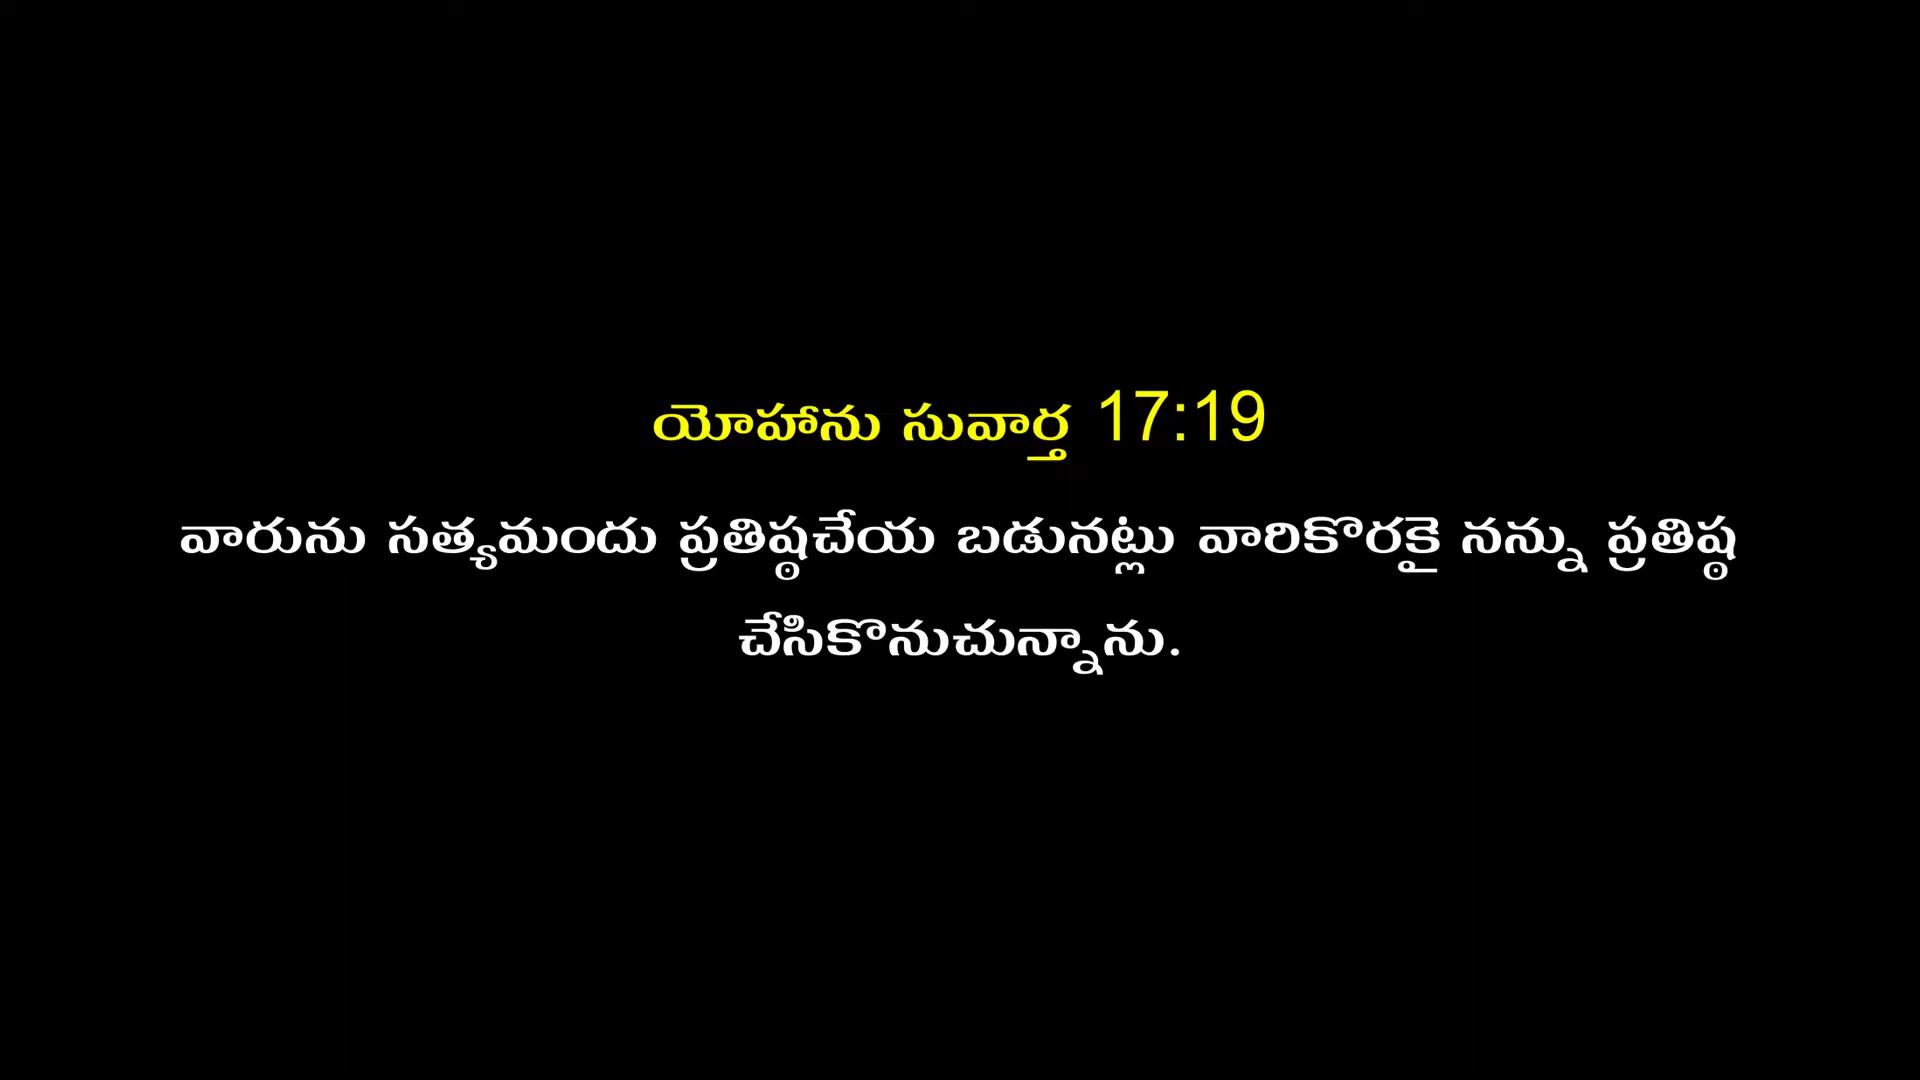 యోహాను సువార్త 17:19
వారును సత్యమందు ప్రతిష్ఠచేయ బడునట్లు వారికొరకై నన్ను ప్రతిష్ఠ
చేసికొనుచున్నాను.